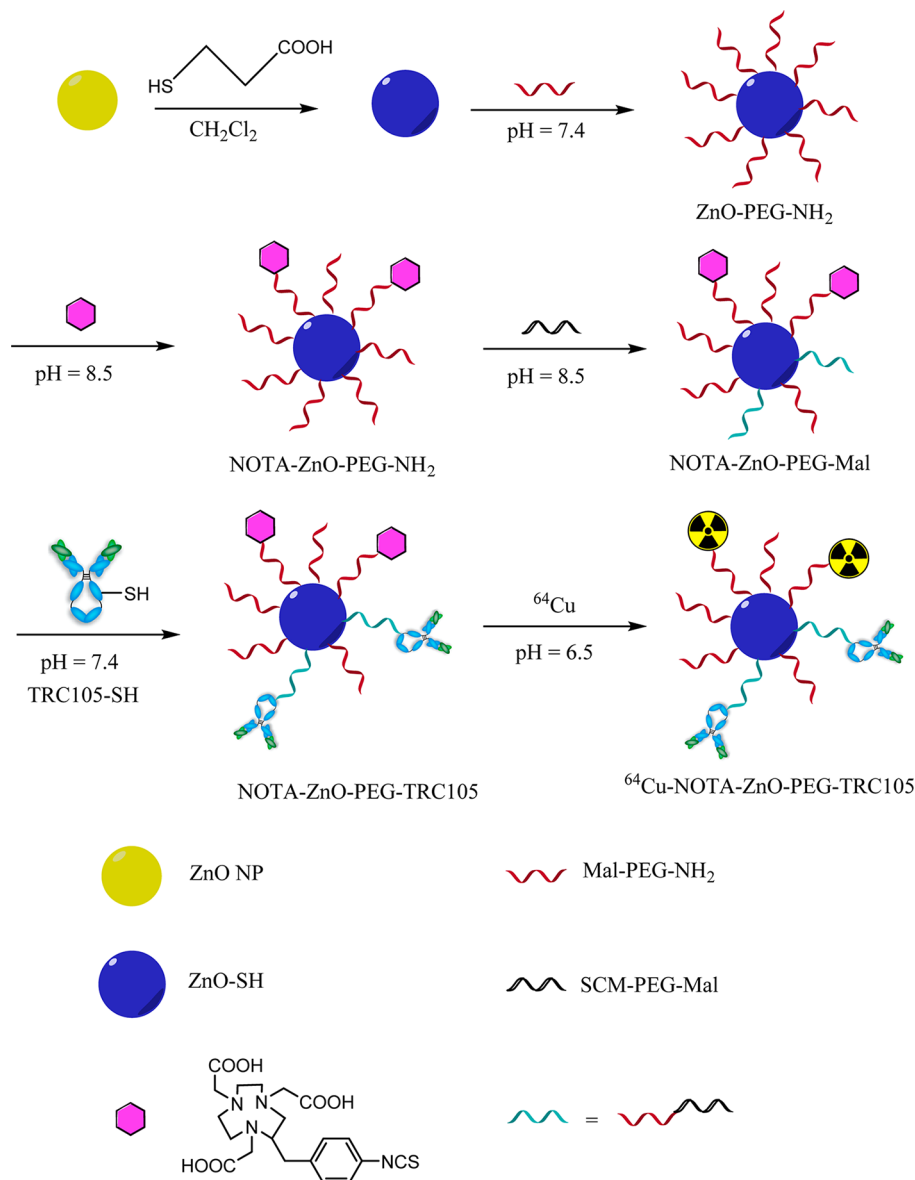 HS
COOH
CH₂Cl₂
pH = 7.4
ZnO-PEG-NH₂
pH = 8.5
NOTA-ZnO-PEG-NH₂
pH = 8.5
NOTA-ZnO-PEG-Mal
SH
pH = 7.4
TRC105-SH
NOTA-ZnO-PEG-TRC105
⁶⁴Cu
pH = 6.5
⁶⁴Cu-NOTA-ZnO-PEG-TRC105
ZnO NP
Mal-PEG-NH₂
ZnO-SH
SCM-PEG-Mal
COOH
N
N
COOH
N
HOOC
NCS
=